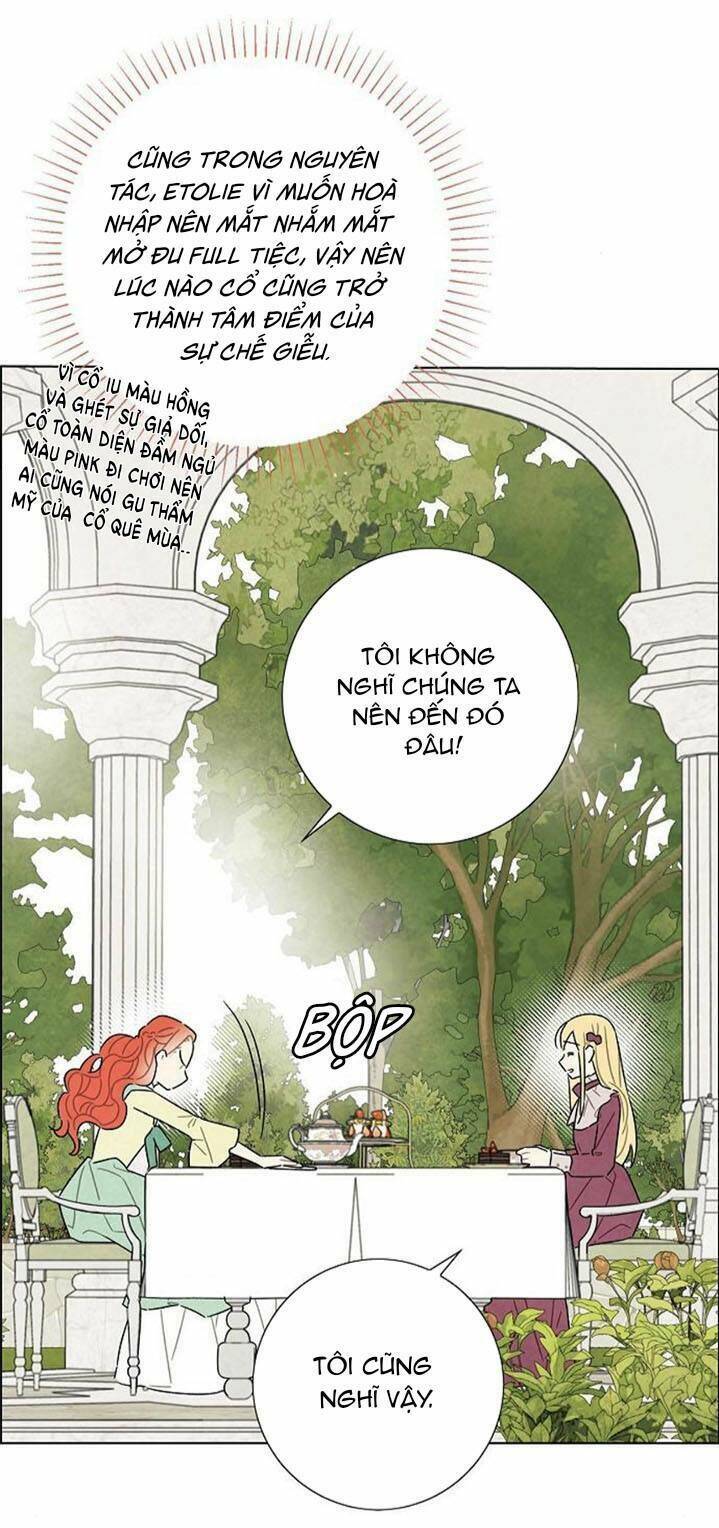 CŨNG TRONG NGUYÊN
TÁC, ETOLIE VÌ MUỐN HOÀ
NHẬP NÊN MẮT NHẮM MẮT
MỞ ĐU FULL TIỆC, VẬY NÊN
LÚC NÀO CỔ CŨNG TRỞ
THÀNH TÂM ĐIỂM CỦA
SỰ CHẾ GIỄU.
VÌ CỔ IU MÀU HỒNG
VÀ GHÉT SỰ GIẢ DỐI,
CỔ TOÀN DIỆN ĐẦM NGỦ
MÀU PINK ĐI CHƠI NÊN
AI CŨNG NÓI GU THẨM
MỸ CỦA CỔ QUÊ MÙA..
TÔI KHÔNG
NGHĨ CHÚNG TA
NÊN ĐẾN ĐÓ
ĐÂU!
BỘP
TÔI CŨNG
NGHĨ VẬY.